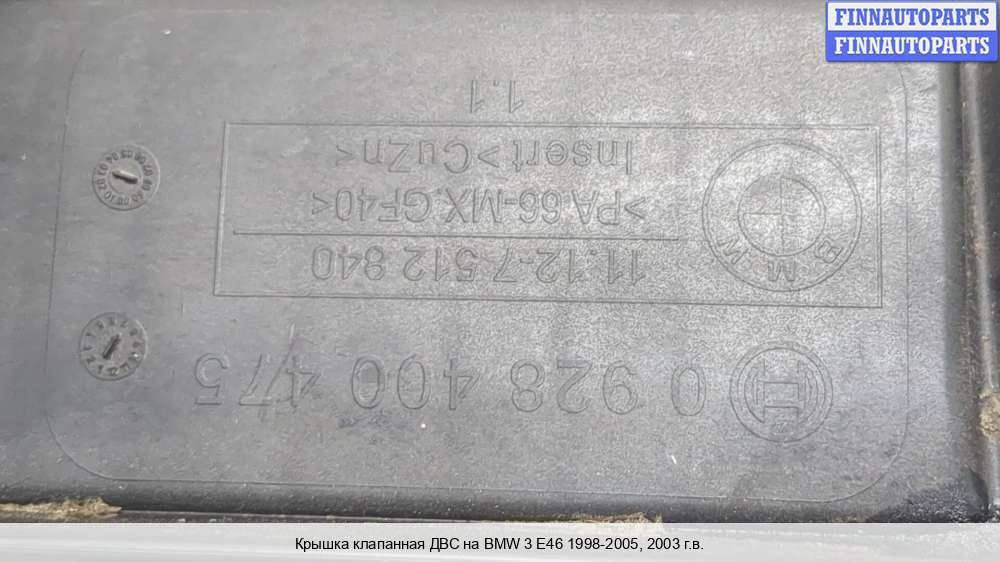 FINNAUTOPARTS
FINNAUTOPARTS
0 928 400 475
BMW
11.12-7 512 840
>PA 66-MX.GF40<
Insert >CuZn<
1.1
Крышка клапанная ДВС на BMW 3 E46 1998-2005, 2003 г.в.